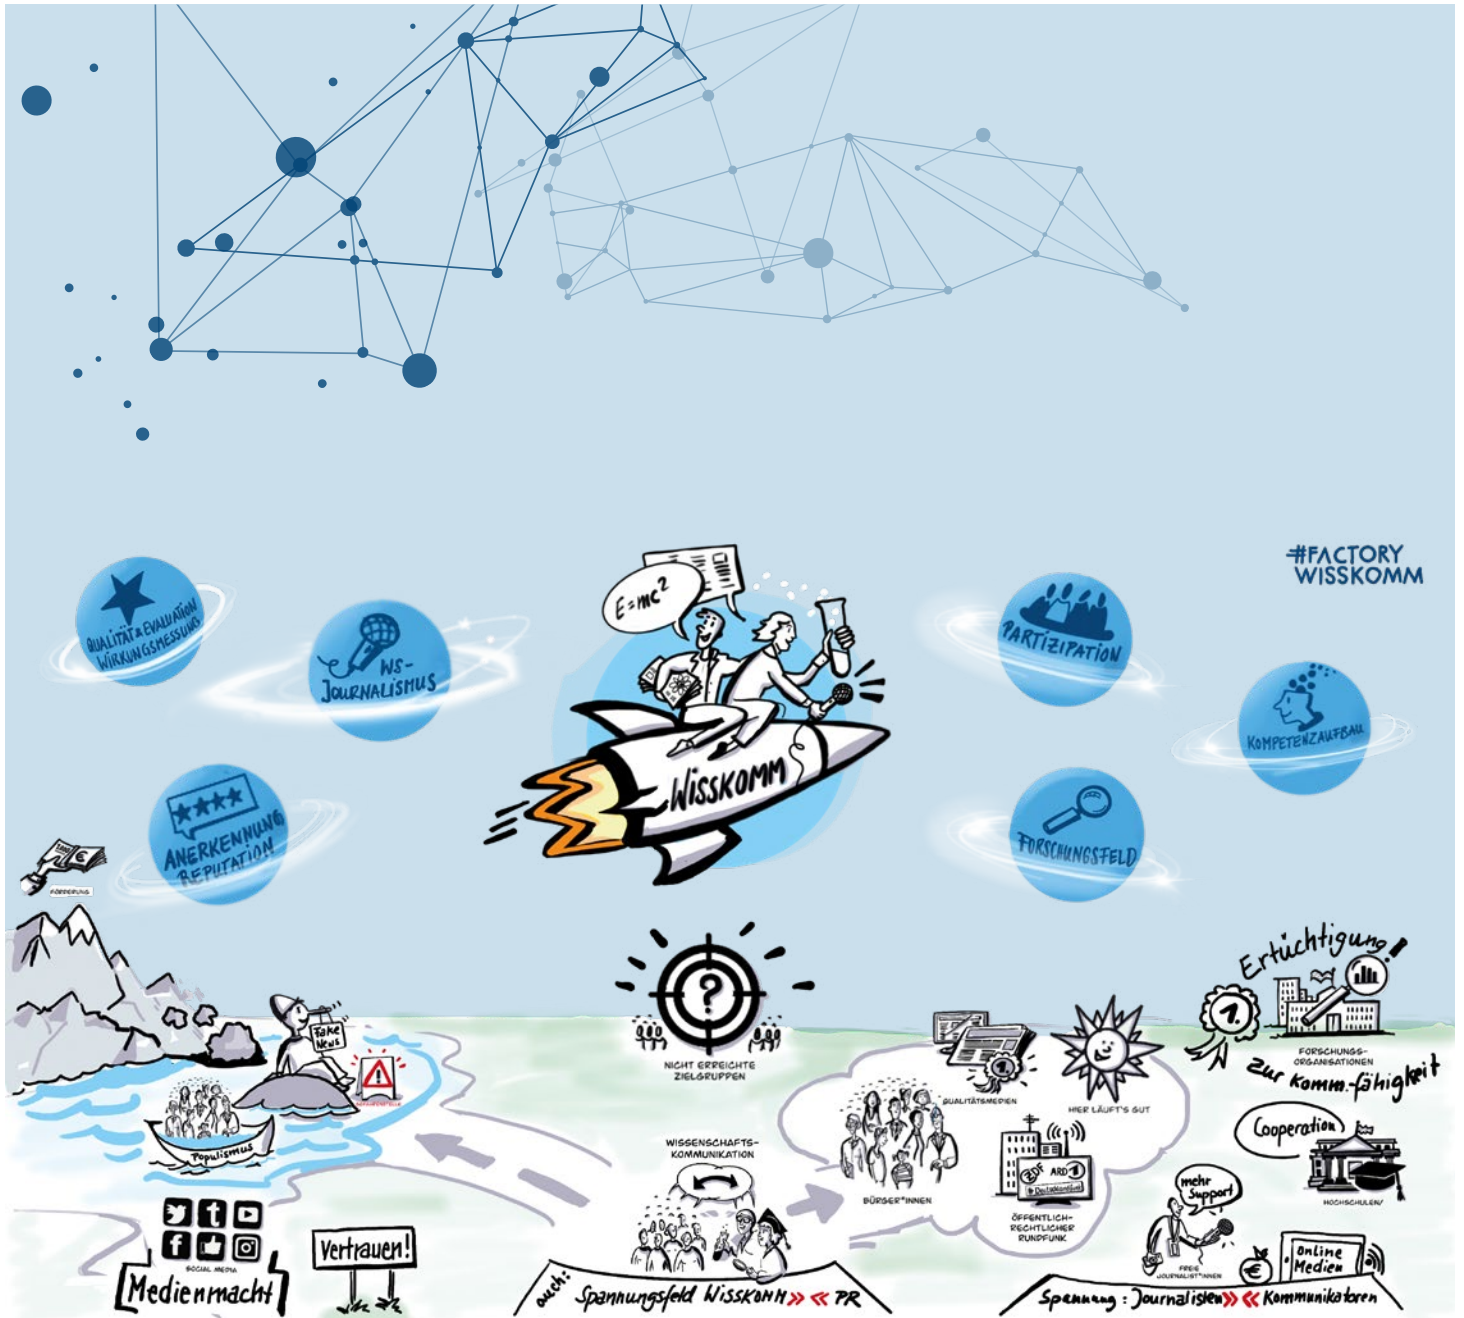 #FACTORY
WISSKOMM
QUALITÄT & EVALUATION
WIRKUNGSMESSUNG
WS-
JOURNALISMUS
E=mc²
WISSKOMM
PARTIZIPATION
KOMPETENZAUFBAU
ANERKENNUNG
REPUTATION
FORSCHUNGSFELD
FÖRDERUNG
Fake
News
Populismus
NICHT ERREICHTE
ZIELGRUPPEN
Ertüchtigung!
1.
FORSCHUNGS-
ORGANISATIONEN
zur Komm.-fähigkeit
QUALITÄTSMEDIEN
HIER LÄUFT'S GUT
BÜRGER*INNEN
ZDF
ARD 1
ÖFFENTLICH-
RECHTLICHER
RUNDFUNK
WISSENSCHAFTS-
KOMMUNIKATION
Cooperation
HOCHSCHULEN/
mehr
Support
FREIE
JOURNALIST*INNEN
€
Online
Medien
SOCIAL MEDIA
Medienmacht
Vertrauen!
auch:
Spannungsfeld WISSKOMM >> << PR
Spannung: Journalisten >> << Kommunikatoren